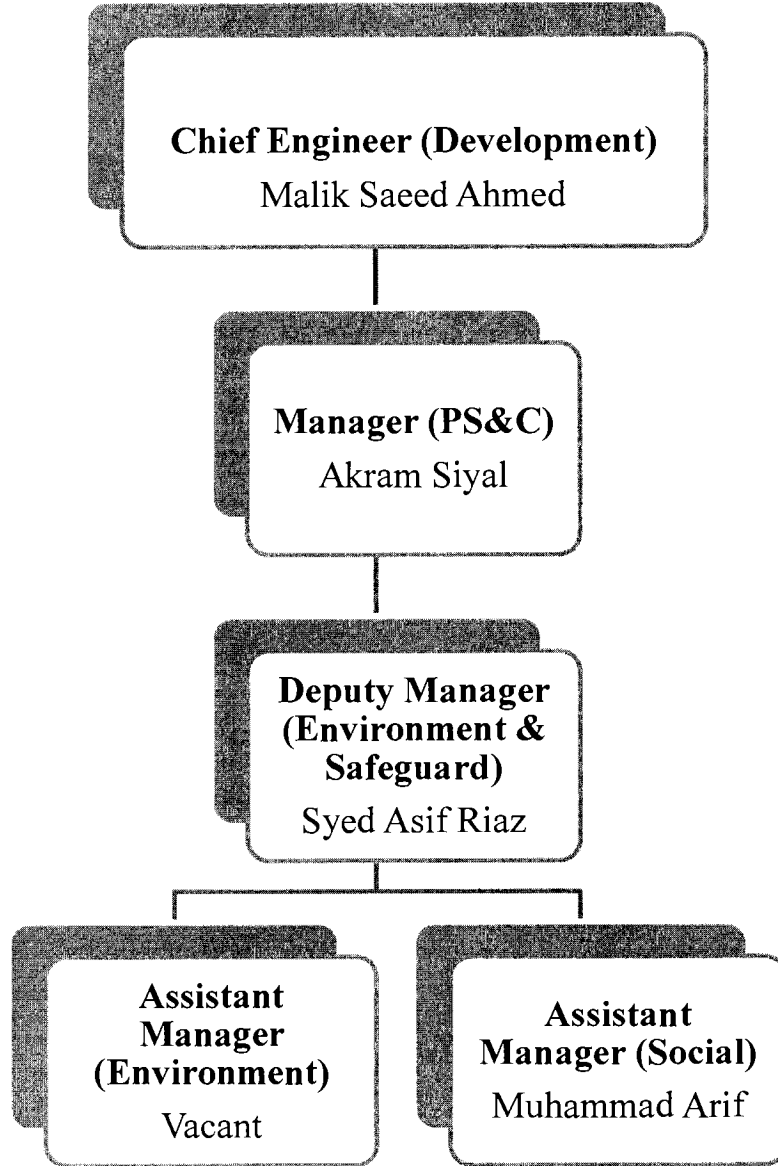 Chief Engineer (Development)
Malik Saeed Ahmed
Manager (PS&C)
Akram Siyal
Deputy Manager
(Environment &
Safeguard)
Syed Asif Riaz
Assistant
Manager
(Environment)
Vacant
Assistant
Manager (Social)
Muhammad Arif